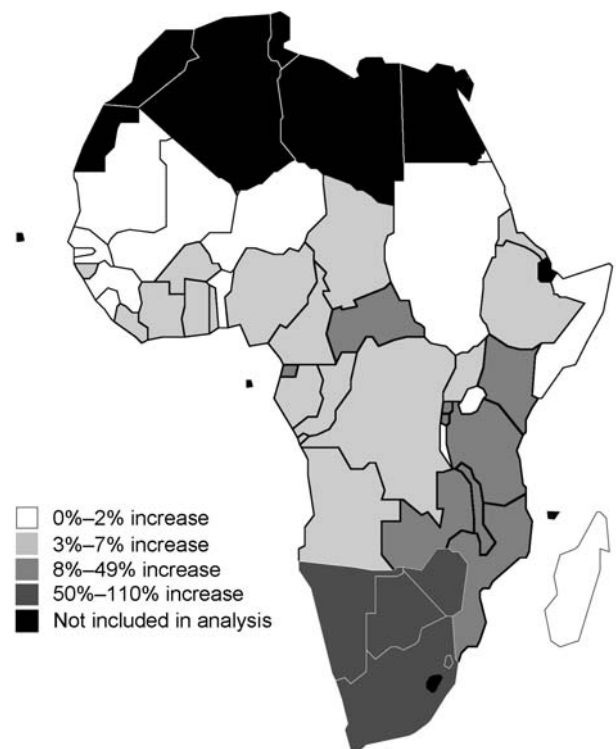 0%–2% increase
3%–7% increase
8%–49% increase
50%–110% increase
Not included in analysis